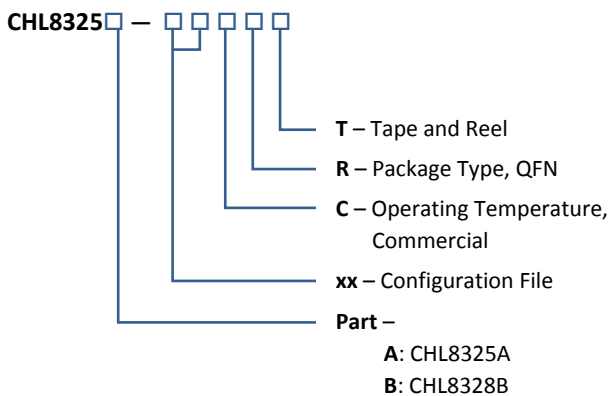 CHL8325□ — □ □ □ □ □
T – Tape and Reel
R – Package Type, QFN
C – Operating Temperature,
Commercial
xx – Configuration File
Part –
A: CHL8325A
B: CHL8328B